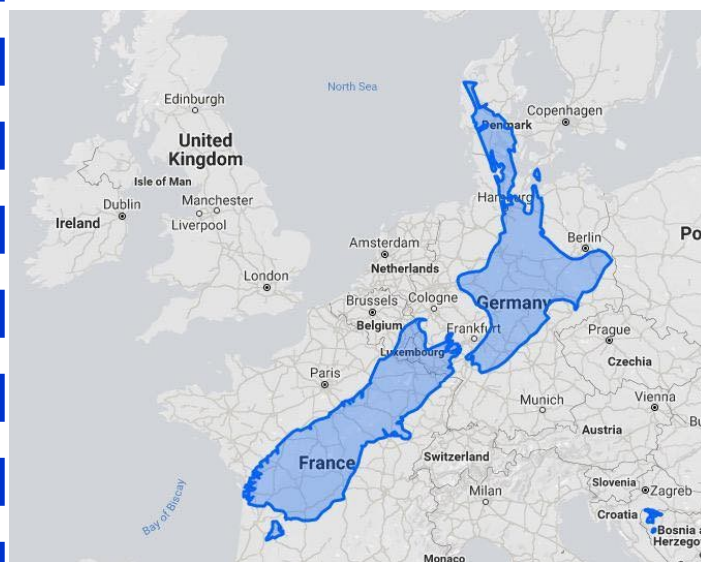 North Sea
Edinburgh
Copenhagen
Denmark
United
Kingdom
Isle of Man
Dublin
Manchester
Hamburg
Ireland
Liverpool
Po
Amsterdam
Berlin
Netherlands
London
Brussels
Cologne
Germany
Belgium
Frankfurt
Prague
Luxembourg
Czechia
Paris
Munich
Vienna
Austria
Bu
Switzerland
France
Slovenia
Zagreb
Milan
Bay of Biscay
Croatia
Bosnia a
Herzego
Monaco